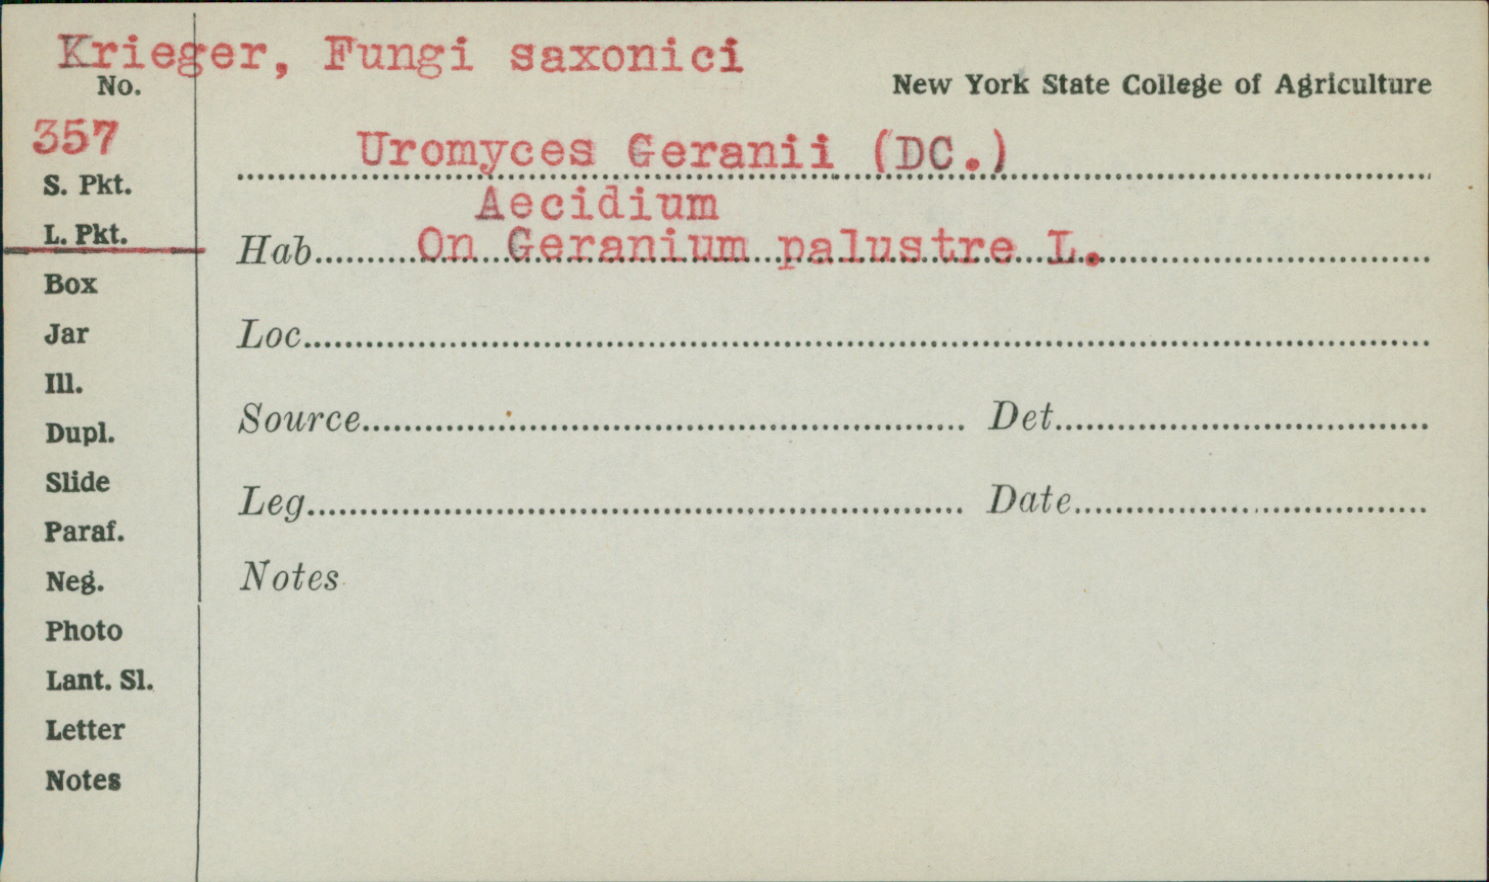 Krieger, Fungi saxonici
No.
New York State College of Agriculture
357
Uromyces Geranii (DC.)
S. Pkt.
Aecidium
L. Pkt.
Hab. On Geranium palustre L.
Box
Jar
Loc.
Ill.
Source Det.
Dupl.
Slide
Leg. Date
Paraf.
Neg.
Notes
Photo
Lant. Sl.
Letter
Notes